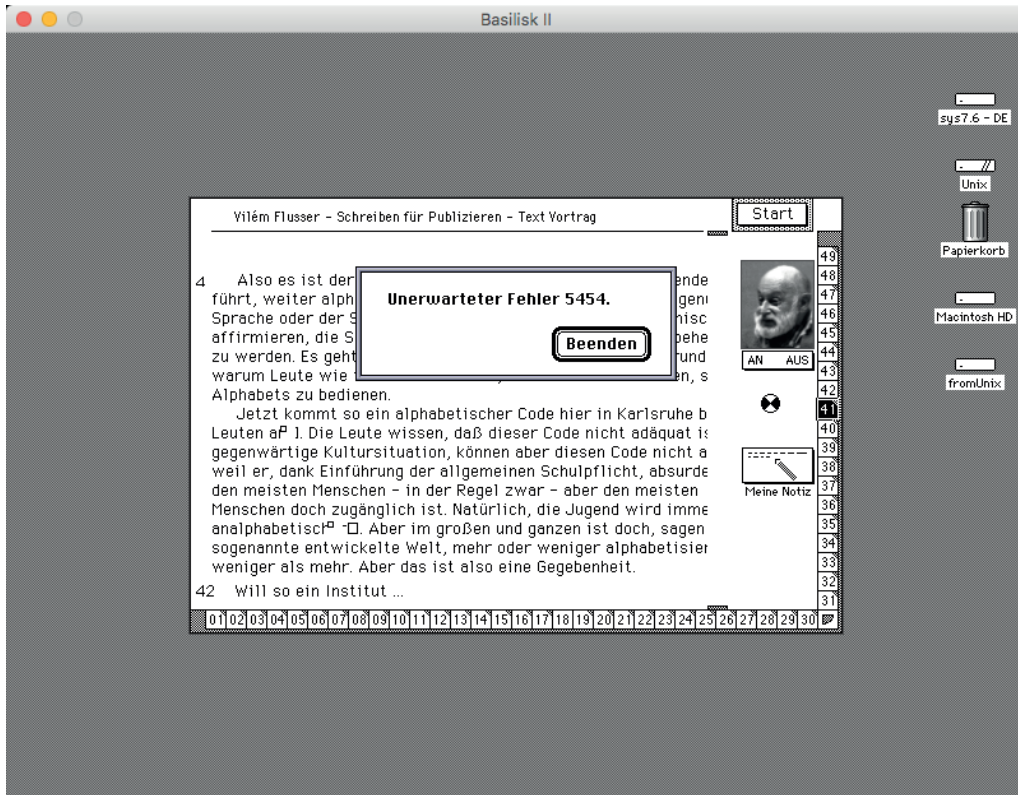 Basilisk II
sys7.6 - DE
Unix
Papierkorb
Macintosh HD
fromUnix
Vilém Flusser - Schreiben für Publizieren - Text Vortrag
Start
4 Also es ist der ende
führt, weiter alph genu
Sprache oder der S nisc
affirmieren, die S behe
zu werden. Es geht rund
warum Leute wie en, s
Alphabets zu bedienen.
Jetzt kommt so ein alphabetischer Code hier in Karlsruhe b
Leuten a ]. Die Leute wissen, daß dieser Code nicht adäquat is
gegenwärtige Kultursituation, können aber diesen Code nicht a
weil er, dank Einführung der allgemeinen Schulpflicht, absurde
den meisten Menschen - in der Regel zwar - aber den meisten
Menschen doch zugänglich ist. Natürlich, die Jugend wird imme
analphabetisch . Aber im großen und ganzen ist doch, sagen
sogenannte entwickelte Welt, mehr oder weniger alphabetisier
weniger als mehr. Aber das ist also eine Gegebenheit.
42 Will so ein Institut ...
Unerwarteter Fehler 5454.
Beenden
AN AUS
Meine Notiz
49
48
47
46
45
44
43
42
41
40
39
38
37
36
35
34
33
32
31
01 02 03 04 05 06 07 08 09 10 11 12 13 14 15 16 17 18 19 20 21 22 23 24 25 26 27 28 29 30